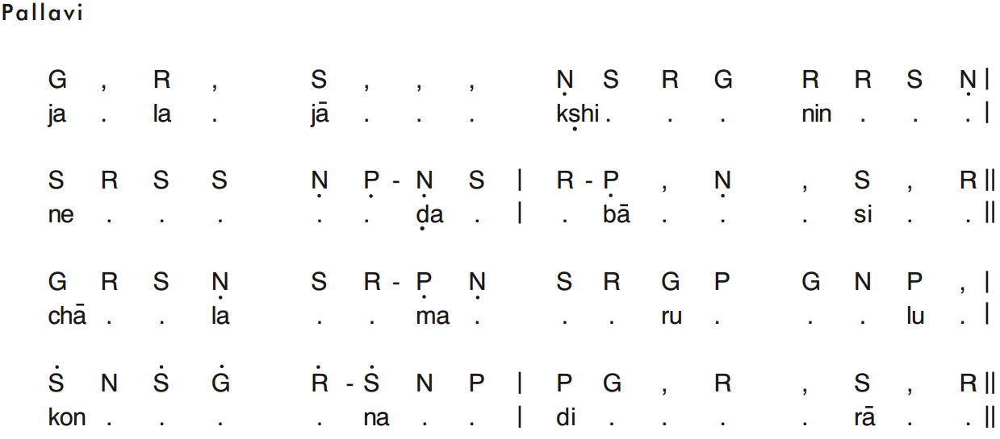 Pallavi
G , R , S , , , Ṇ S R G R R S Ṇ |
ja . la . jā . . . kṣhi . . . nin . . . |
S R S S Ṇ P̣ - Ṇ S | R - P̣ , Ṇ , S , R ||
ne . . . . . ḍa . | . bā . . . si . . ||
G R S Ṇ S R - P̣ Ṇ S R G P G N P , |
chā . . la . . ma . . . ru . . . lu . |
Ṡ N Ṡ Ġ Ṙ - Ṡ N P | P G , R , S , R ||
kon . . . . na . . | di . . . . rā . . ||